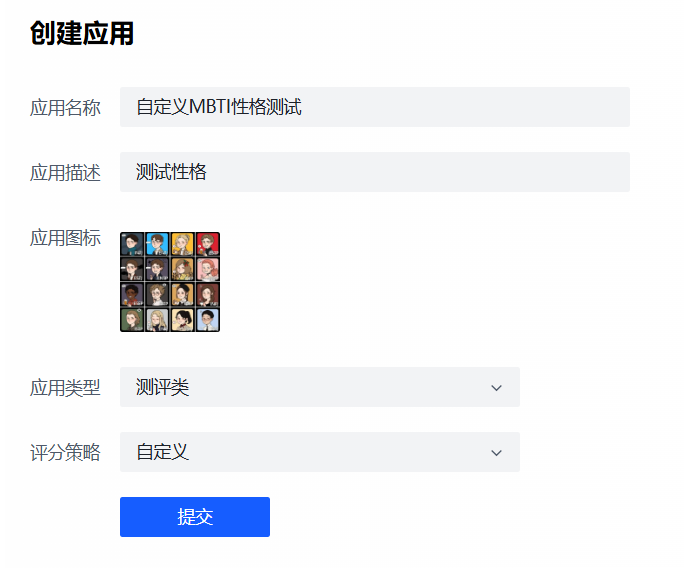 创建应用
应用名称 自定义MBTI性格测试
应用描述 测试性格
应用图标
应用类型 测评类
评分策略 自定义
提交